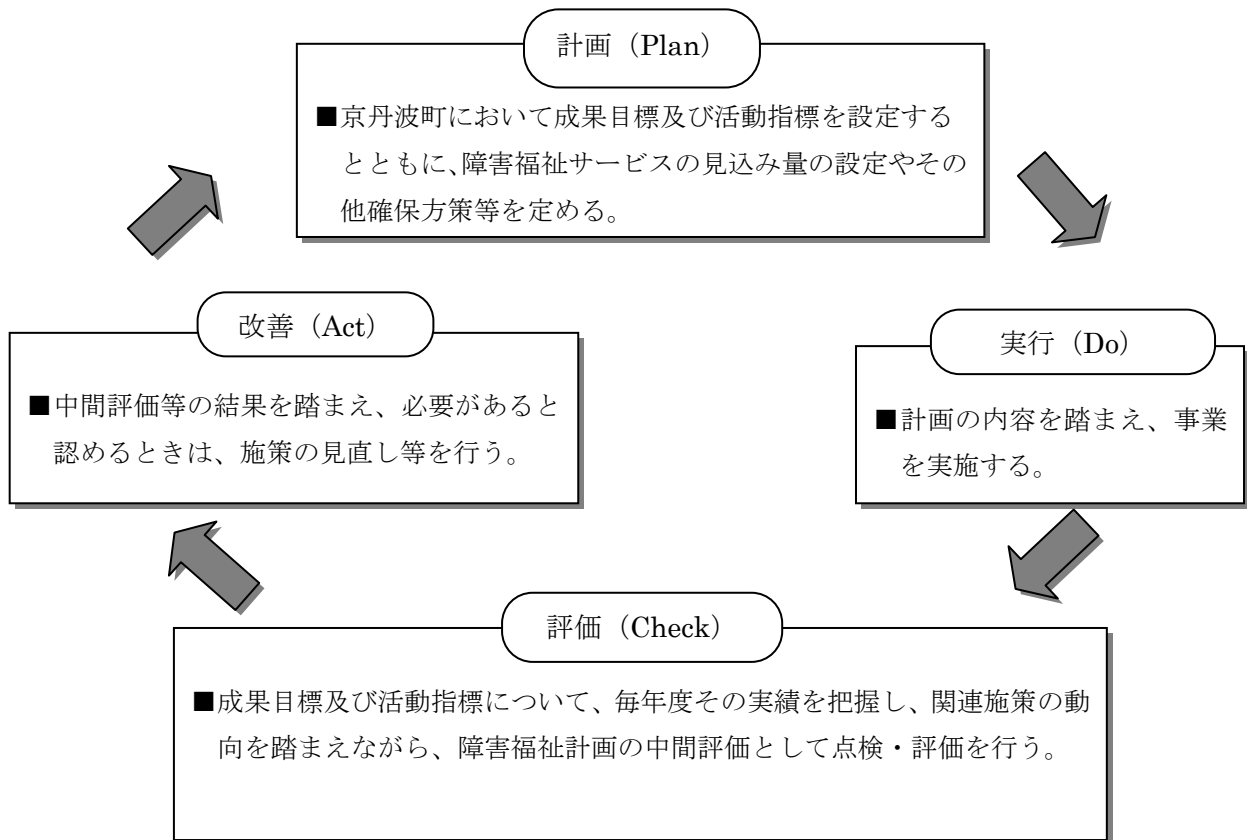 計画（Plan）
■京丹波町において成果目標及び活動指標を設定する
とともに、障害福祉サービスの見込み量の設定やその
他確保方策等を定める。
改善（Act）
■中間評価等の結果を踏まえ、必要があると
認めるときは、施策の見直し等を行う。
実行（Do）
■計画の内容を踏まえ、事業
を実施する。
評価（Check）
■成果目標及び活動指標について、毎年度その実績を把握し、関連施策の動
向を踏まえながら、障害福祉計画の中間評価として点検・評価を行う。